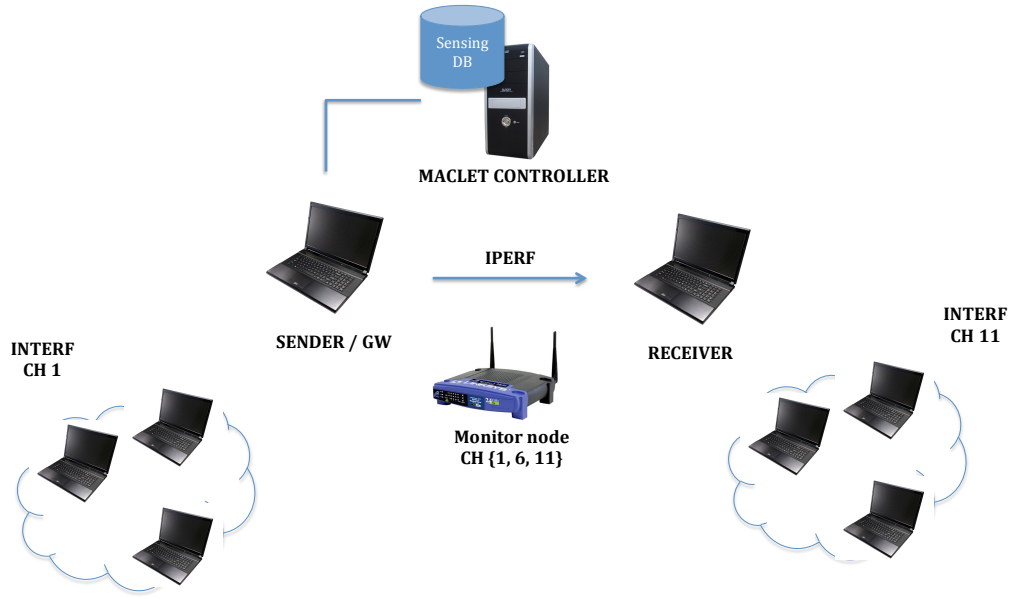 Sensing
DB
MACLET CONTROLLER
IPERF
SENDER / GW
RECEIVER
INTERF
CH 1
INTERF
CH 11
Monitor node
CH {1, 6, 11}